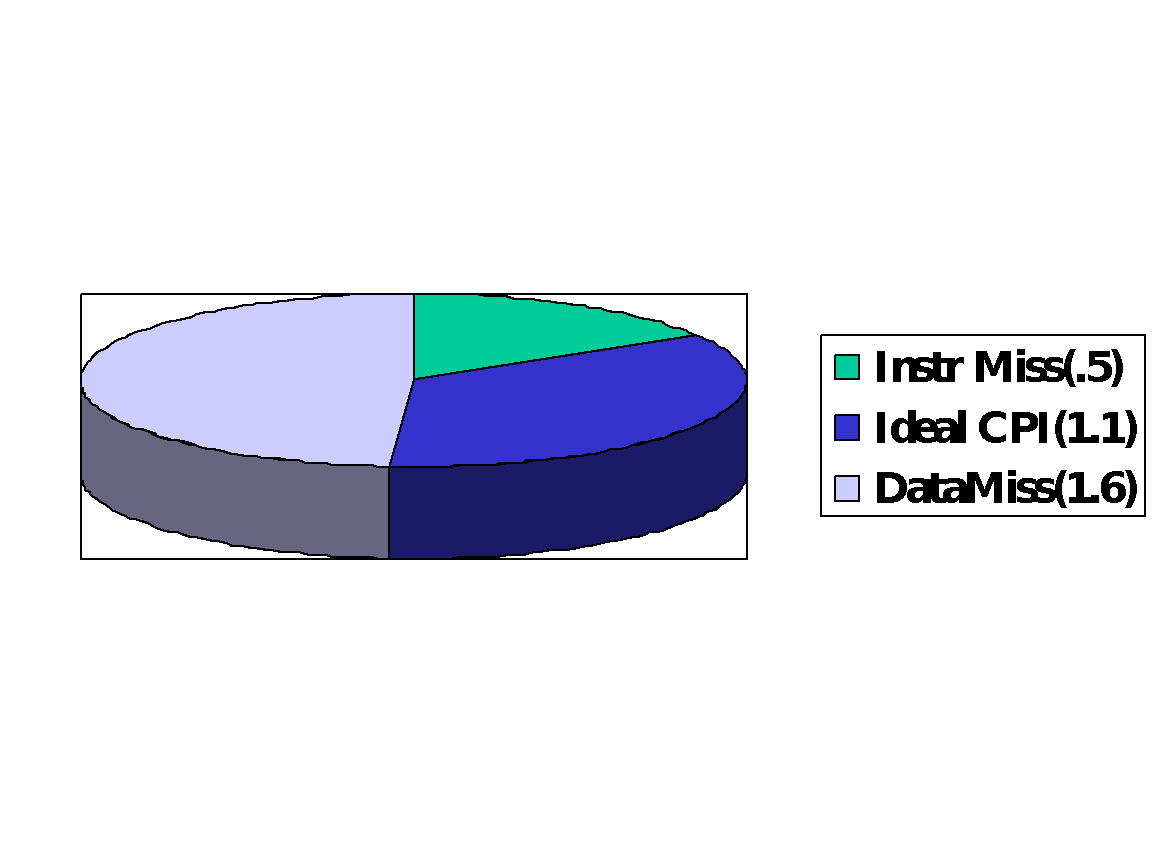 Instr Miss(.5)
Ideal CPI(1.1)
DataMiss(1.6)